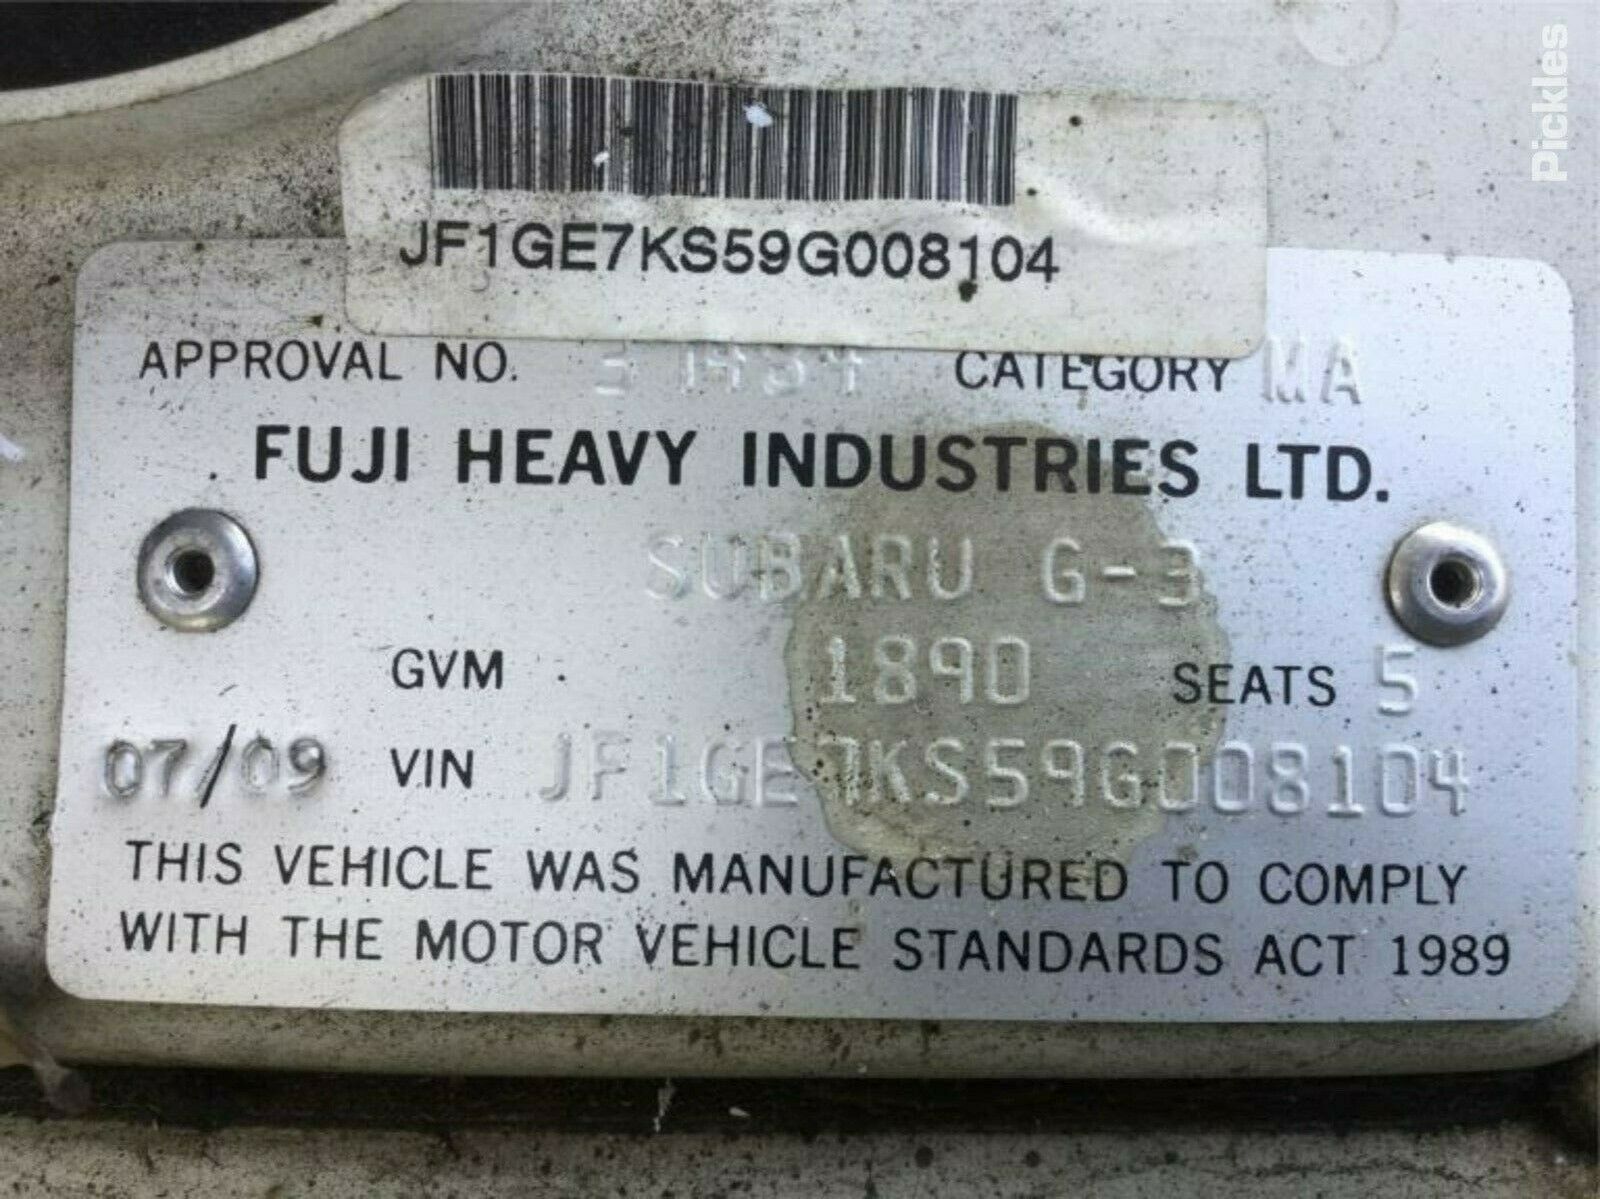 Pickles
JF1GE7KS59G008104
APPROVAL NO. CATEGORY MA
FUJI HEAVY INDUSTRIES LTD.
SUBARU G-3
GVM 1890 SEATS 5
07/09 VIN JF1GE7KS59G008104
THIS VEHICLE WAS MANUFACTURED TO COMPLY
WITH THE MOTOR VEHICLE STANDARDS ACT 1989